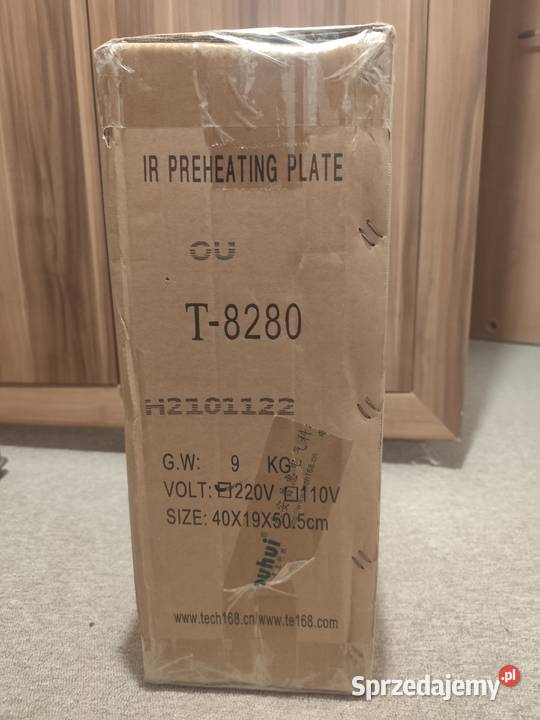 IR PREHEATING PLATE
OU
T-8280
H2101122
G.W: 9 KG
VOLT: 220V 110V
SIZE: 40X19X50.5cm
www.tech168.cn/www.te168.com
Sprzedajemy.pl